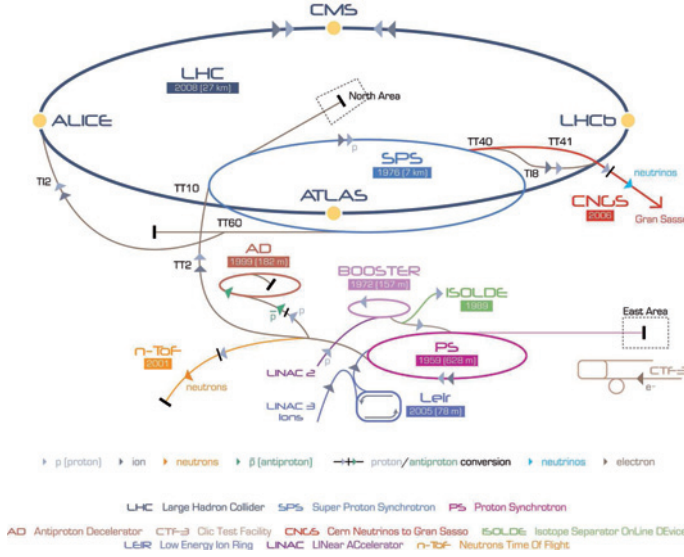 CMS
LHC
2008 (27 km)
North Area
ALICE
LHCb
TT40
TT41
SPS
1976 (7 km)
TI8
neutrinos
TI2
TT10
ATLAS
CNGS
2006
Gran Sasso
TT60
AD
1999 (182 m)
TT2
BOOSTER
1972 (157 m)
ISOLDE
1989
East Area
p
p̄
p
n-ToF
2001
neutrons
LINAC 2
p
PS
1959 (628 m)
CTF-3
e-
LINAC 3
Ions
Leir
2005 (78 m)
p (proton) ion neutrons p̄ (antiproton) proton/antiproton conversion neutrinos electron
LHC Large Hadron Collider SPS Super Proton Synchrotron PS Proton Synchrotron
AD Antiproton Decelerator CTF-3 Clic Test Facility CNGS Cern Neutrinos to Gran Sasso ISOLDE Isotope Separator OnLine DEvice
LEIR Low Energy Ion Ring LINAC LINear ACcelerator n-ToF Neutrons Time Of Flight